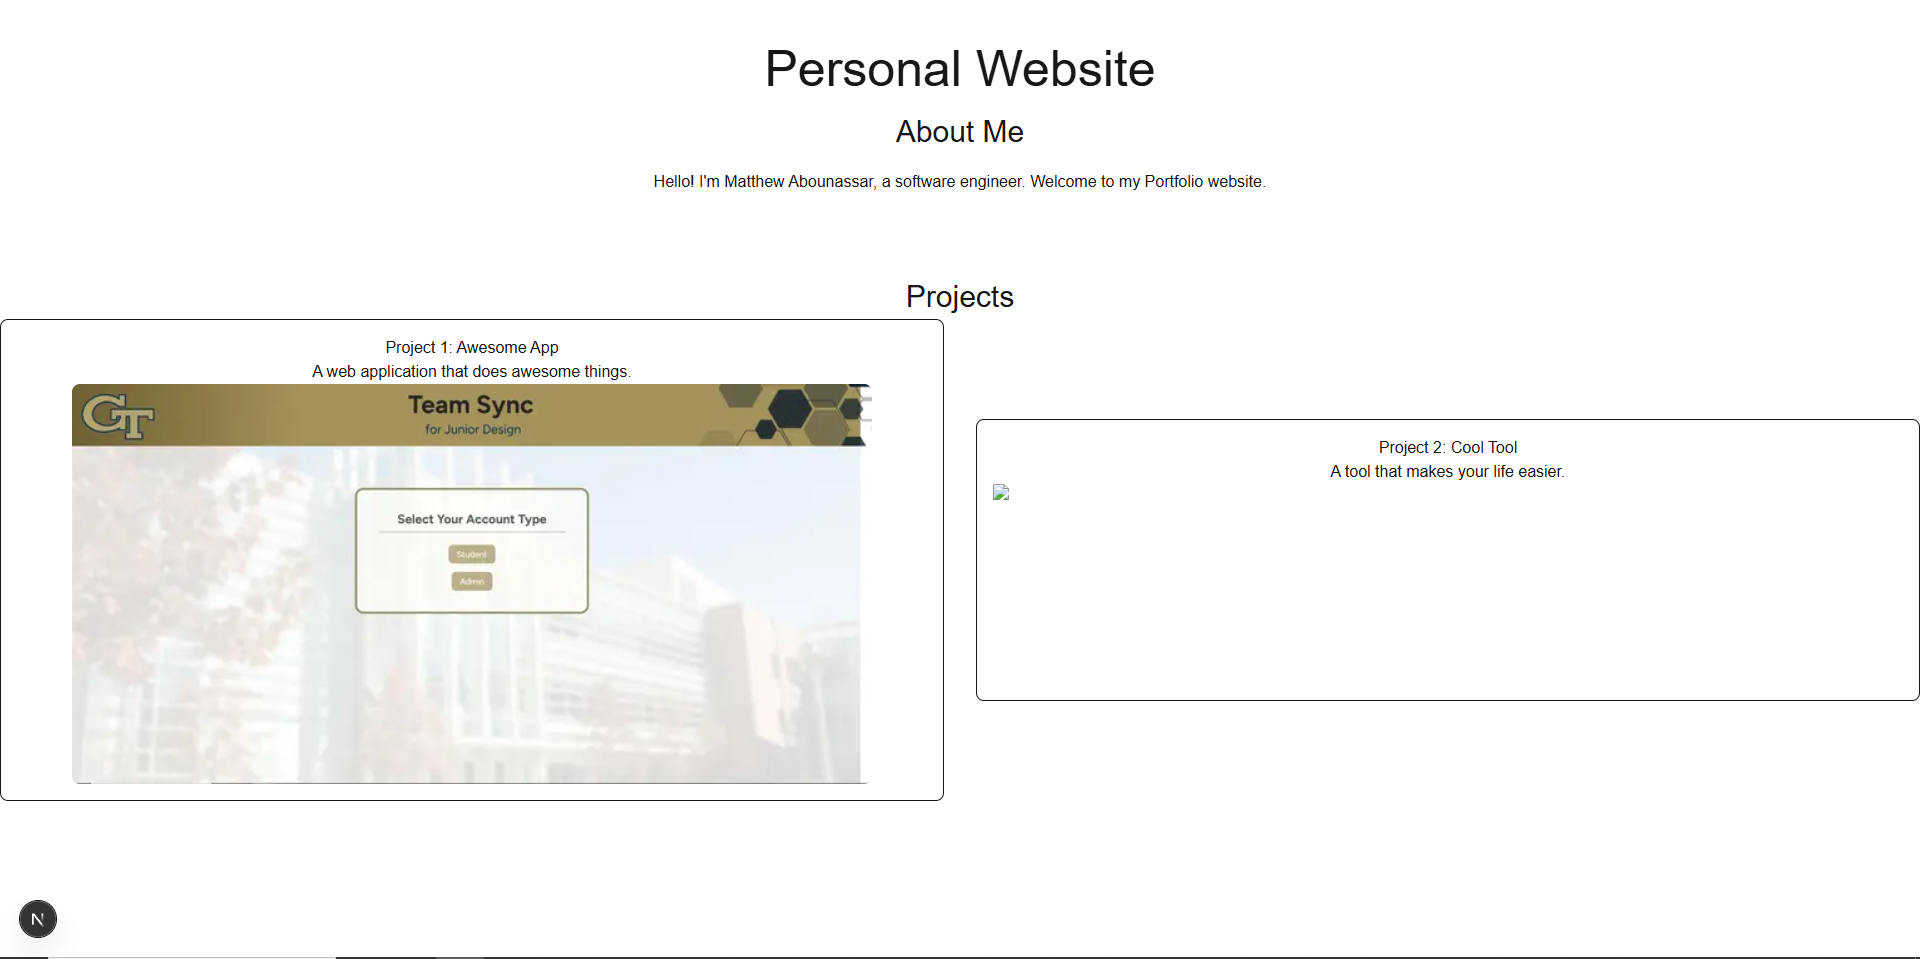 Personal Website
About Me
Hello! I'm Matthew Abounassar, a software engineer. Welcome to my Portfolio website.
Projects
Project 1: Awesome App
A web application that does awesome things.
GT
Team Sync
for Junior Design
Select Your Account Type
Student
Admin
Project 2: Cool Tool
A tool that makes your life easier.
N